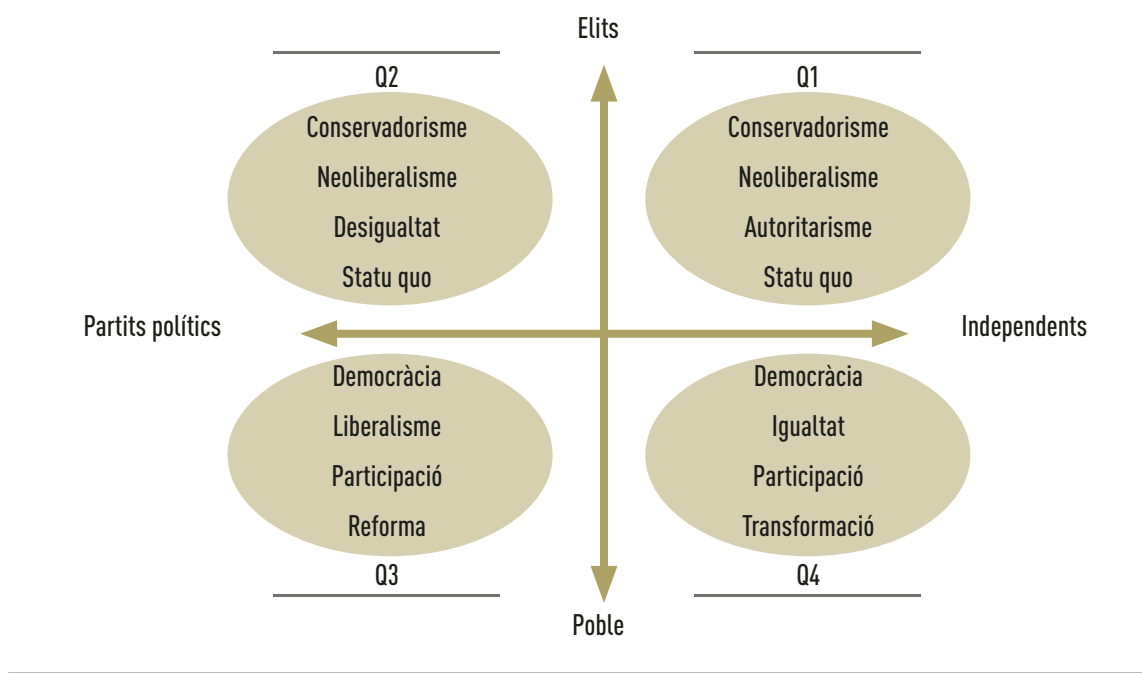 Elits
Q2
Conservadorisme
Neoliberalisme
Desigualtat
Statu quo
Q1
Conservadorisme
Neoliberalisme
Autoritarisme
Statu quo
Partits polítics
Independents
Democràcia
Liberalisme
Participació
Reforma
Q3
Democràcia
Igualtat
Participació
Transformació
Q4
Poble